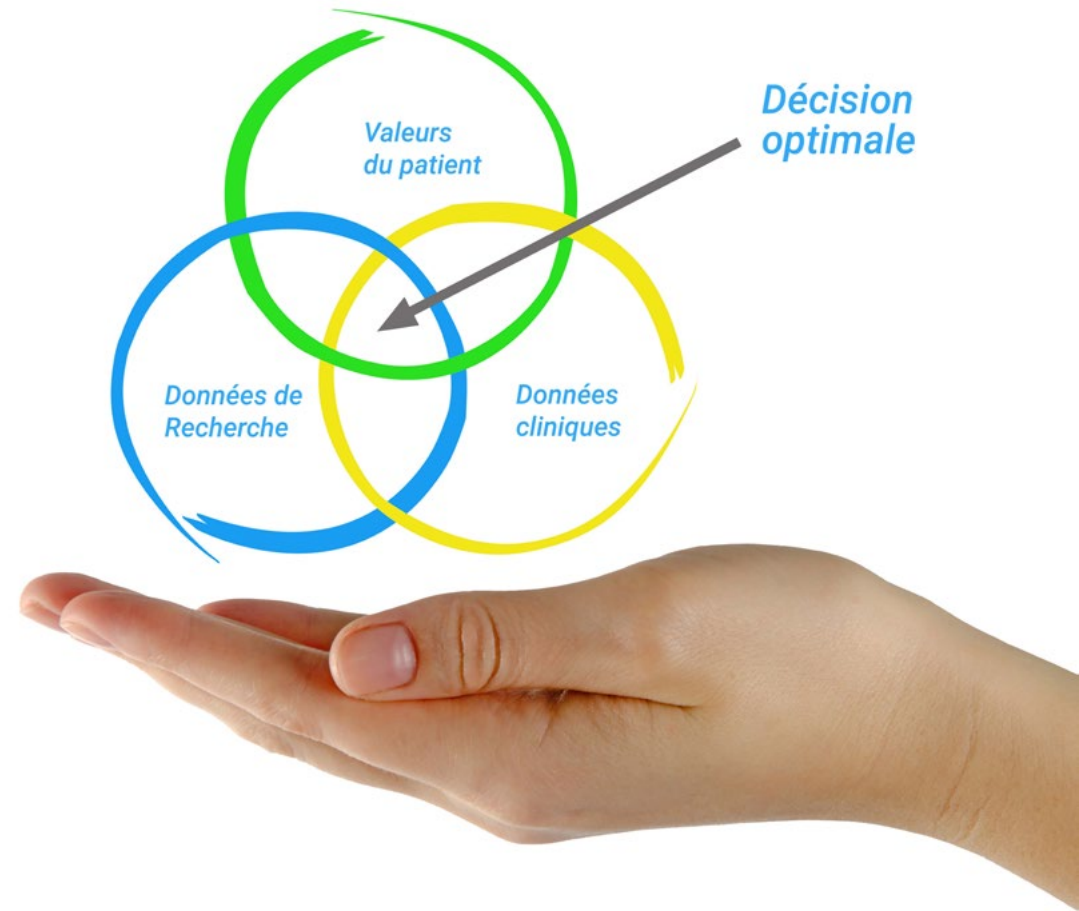 Valeurs
du patient
Décision
optimale
Données de
Recherche
Données
cliniques